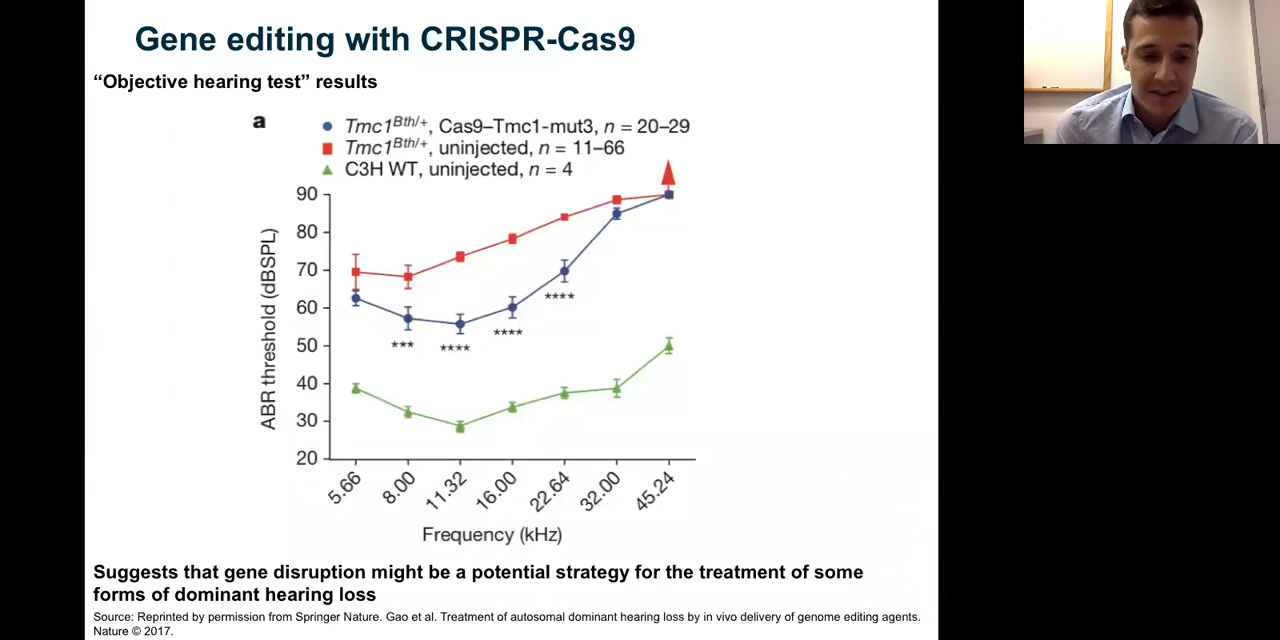 Gene editing with CRISPR-Cas9
“Objective hearing test” results
a
Tmc1Bth/+, Cas9–Tmc1-mut3, n = 20–29
Tmc1Bth/+, uninjected, n = 11–66
C3H WT, uninjected, n = 4
90
80
70
60
50
40
30
20
ABR threshold (dBSPL)
***
****
****
****
5.66
8.00
11.32
16.00
22.64
32.00
45.24
Frequency (kHz)
Suggests that gene disruption might be a potential strategy for the treatment of some
forms of dominant hearing loss
Source: Reprinted by permission from Springer Nature. Gao et al. Treatment of autosomal dominant hearing loss by in vivo delivery of genome editing agents.
Nature © 2017.